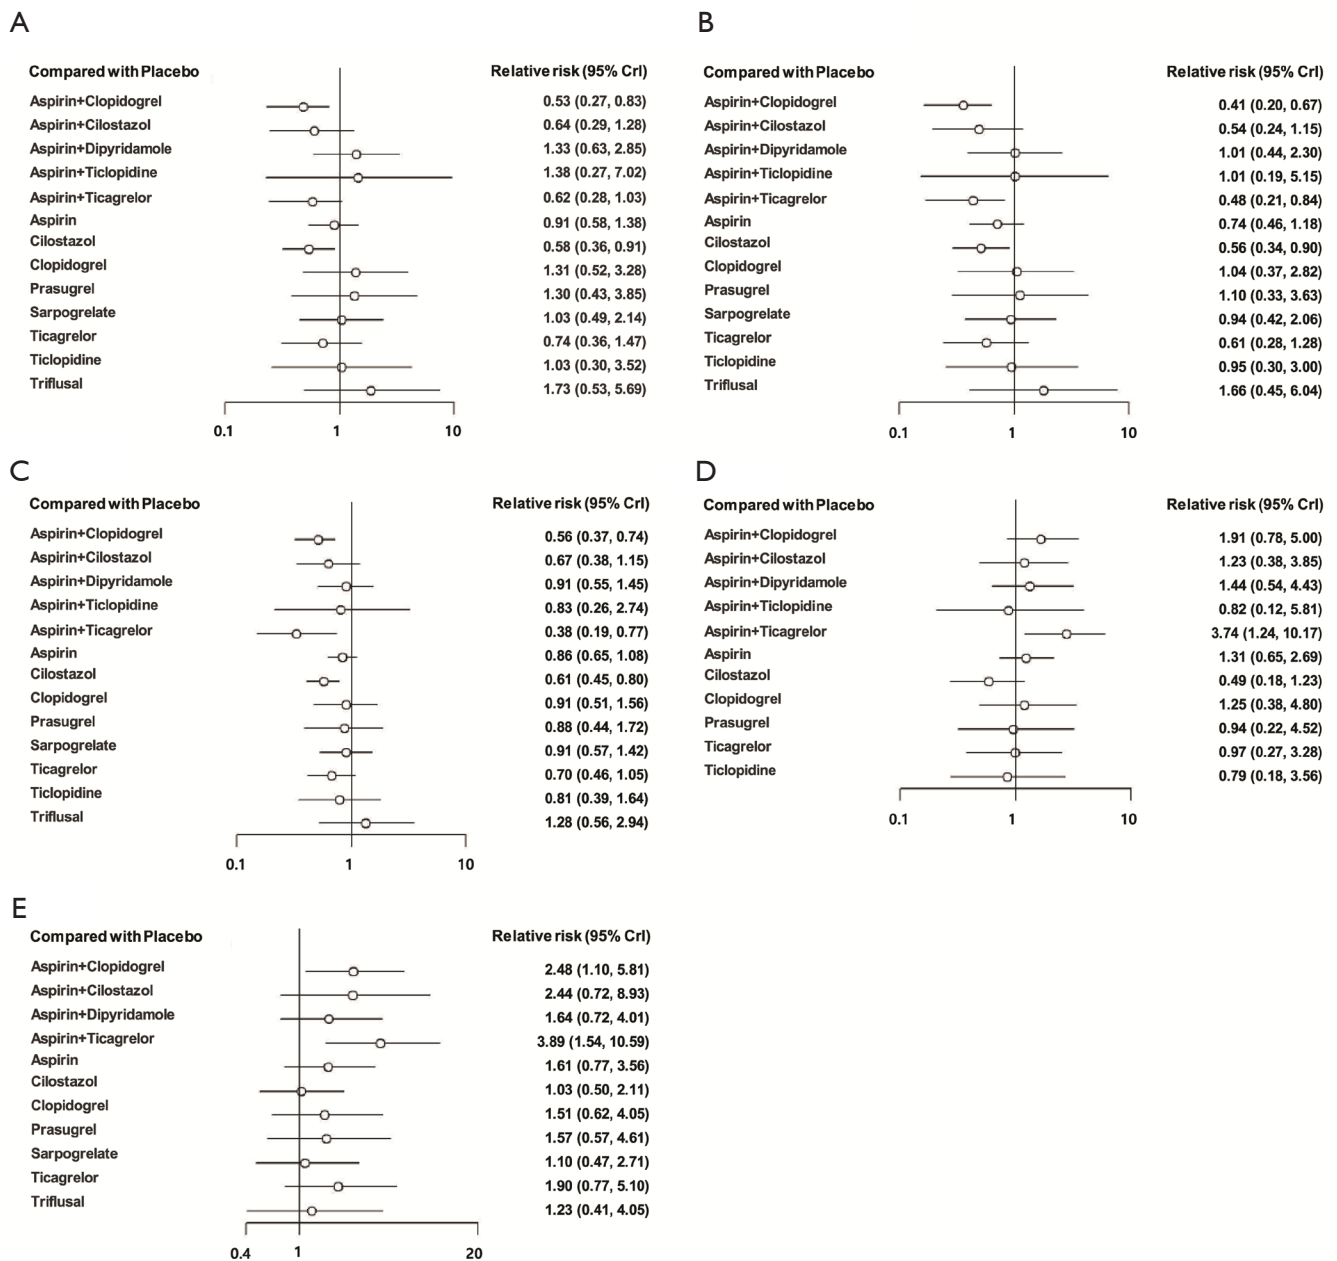 A
Compared with Placebo Relative risk (95% CrI)
Aspirin+Clopidogrel 0.53 (0.27, 0.83)
Aspirin+Cilostazol 0.64 (0.29, 1.28)
Aspirin+Dipyridamole 1.33 (0.63, 2.85)
Aspirin+Ticlopidine 1.38 (0.27, 7.02)
Aspirin+Ticagrelor 0.62 (0.28, 1.03)
Aspirin 0.91 (0.58, 1.38)
Cilostazol 0.58 (0.36, 0.91)
Clopidogrel 1.31 (0.52, 3.28)
Prasugrel 1.30 (0.43, 3.85)
Sarpogrelate 1.03 (0.49, 2.14)
Ticagrelor 0.74 (0.36, 1.47)
Ticlopidine 1.03 (0.30, 3.52)
Triflusal 1.73 (0.53, 5.69)
0.1 1 10
B
Compared with Placebo Relative risk (95% CrI)
Aspirin+Clopidogrel 0.41 (0.20, 0.67)
Aspirin+Cilostazol 0.54 (0.24, 1.15)
Aspirin+Dipyridamole 1.01 (0.44, 2.30)
Aspirin+Ticlopidine 1.01 (0.19, 5.15)
Aspirin+Ticagrelor 0.48 (0.21, 0.84)
Aspirin 0.74 (0.46, 1.18)
Cilostazol 0.56 (0.34, 0.90)
Clopidogrel 1.04 (0.37, 2.82)
Prasugrel 1.10 (0.33, 3.63)
Sarpogrelate 0.94 (0.42, 2.06)
Ticagrelor 0.61 (0.28, 1.28)
Ticlopidine 0.95 (0.30, 3.00)
Triflusal 1.66 (0.45, 6.04)
0.1 1 10
C
Compared with Placebo Relative risk (95% CrI)
Aspirin+Clopidogrel 0.56 (0.37, 0.74)
Aspirin+Cilostazol 0.67 (0.38, 1.15)
Aspirin+Dipyridamole 0.91 (0.55, 1.45)
Aspirin+Ticlopidine 0.83 (0.26, 2.74)
Aspirin+Ticagrelor 0.38 (0.19, 0.77)
Aspirin 0.86 (0.65, 1.08)
Cilostazol 0.61 (0.45, 0.80)
Clopidogrel 0.91 (0.51, 1.56)
Prasugrel 0.88 (0.44, 1.72)
Sarpogrelate 0.91 (0.57, 1.42)
Ticagrelor 0.70 (0.46, 1.05)
Ticlopidine 0.81 (0.39, 1.64)
Triflusal 1.28 (0.56, 2.94)
0.1 1 10
D
Compared with Placebo Relative risk (95% CrI)
Aspirin+Clopidogrel 1.91 (0.78, 5.00)
Aspirin+Cilostazol 1.23 (0.38, 3.85)
Aspirin+Dipyridamole 1.44 (0.54, 4.43)
Aspirin+Ticlopidine 0.82 (0.12, 5.81)
Aspirin+Ticagrelor 3.74 (1.24, 10.17)
Aspirin 1.31 (0.65, 2.69)
Cilostazol 0.49 (0.18, 1.23)
Clopidogrel 1.25 (0.38, 4.80)
Prasugrel 0.94 (0.22, 4.52)
Ticagrelor 0.97 (0.27, 3.28)
Ticlopidine 0.79 (0.18, 3.56)
0.1 1 10
E
Compared with Placebo Relative risk (95% CrI)
Aspirin+Clopidogrel 2.48 (1.10, 5.81)
Aspirin+Cilostazol 2.44 (0.72, 8.93)
Aspirin+Dipyridamole 1.64 (0.72, 4.01)
Aspirin+Ticagrelor 3.89 (1.54, 10.59)
Aspirin 1.61 (0.77, 3.56)
Cilostazol 1.03 (0.50, 2.11)
Clopidogrel 1.51 (0.62, 4.05)
Prasugrel 1.57 (0.57, 4.61)
Sarpogrelate 1.10 (0.47, 2.71)
Ticagrelor 1.90 (0.77, 5.10)
Triflusal 1.23 (0.41, 4.05)
0.4 1 20